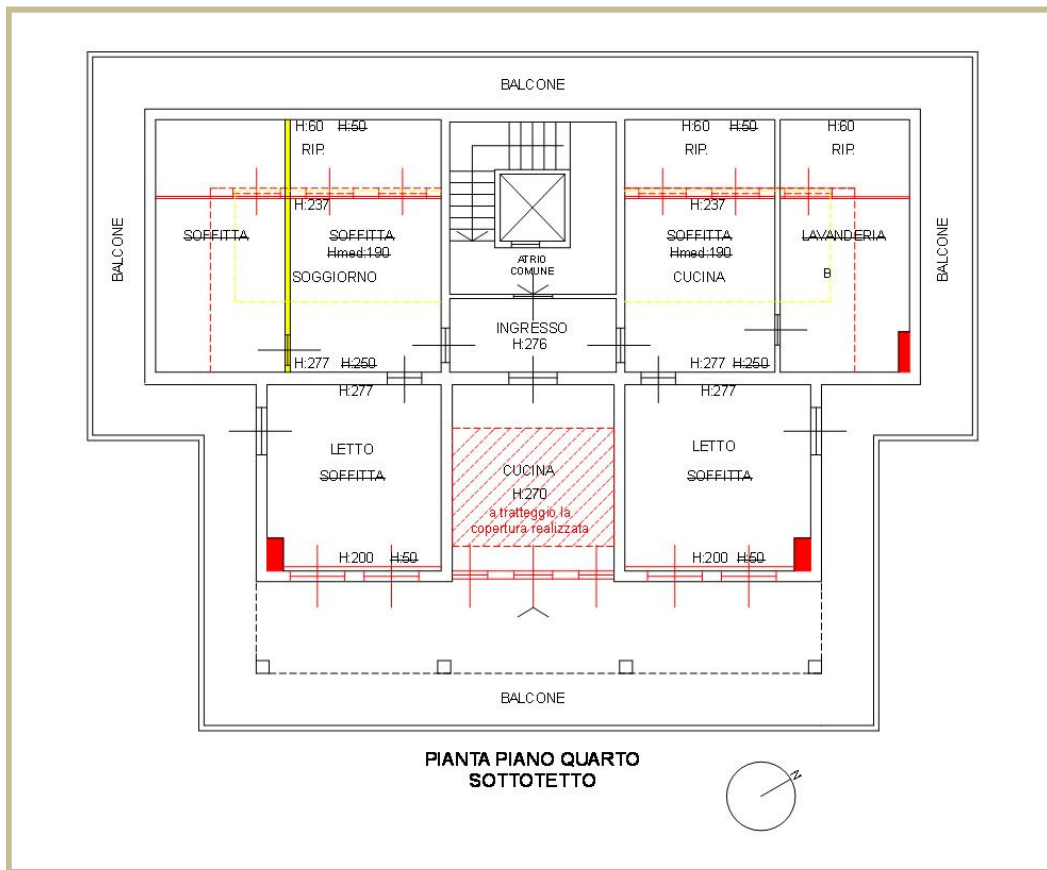 BALCONE
H:60 H:50
H:60 H:50
H:60
RIP.
RIP.
RIP.
H:237
H:237
SOFFITTA
SOFFITTA
SOFFITTA
LAVANDERIA
Hmed:190
Hmed:190
BALCONE
BALCONE
ATRIO
COMUNE
SOGGIORNO
CUCINA
B
INGRESSO
H:276
H:277 H:250
H:277 H:250
H:277
H:277
LETTO
SOFFITTA
LETTO
SOFFITTA
CUCINA
H:270
a tratteggio la
copertura realizzata
H:200 H:50
H:200 H:50
BALCONE
PIANTA PIANO QUARTO
SOTTOTETTO
N